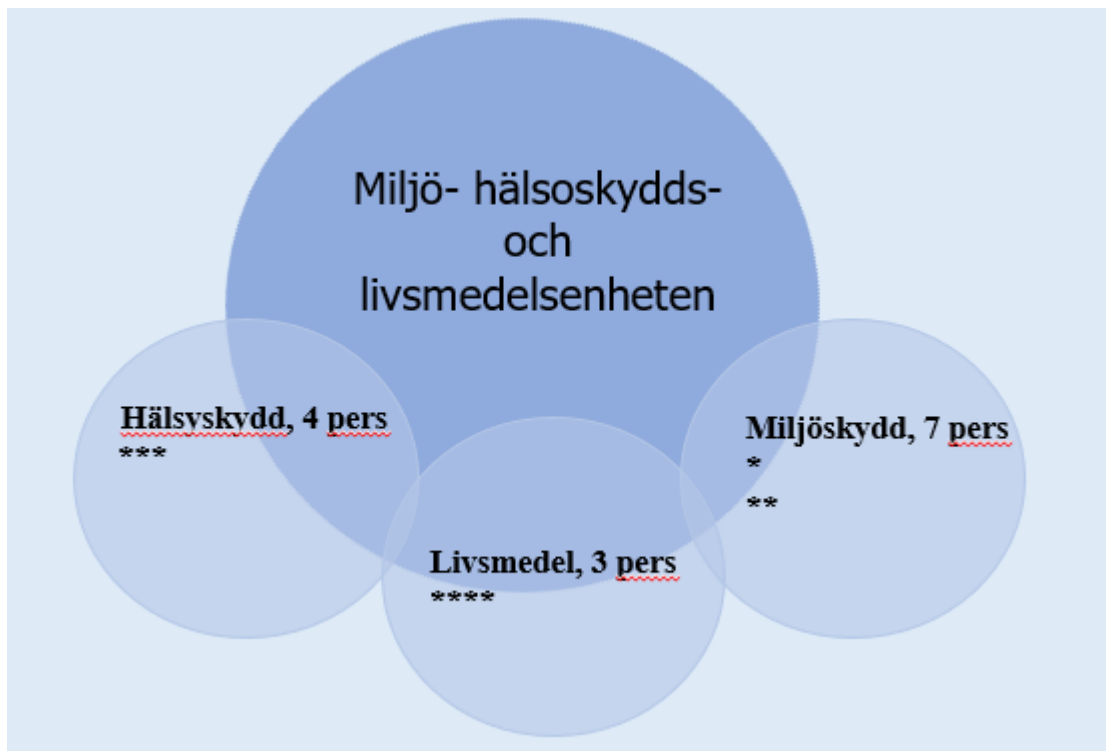 Miljö- hälsoskydds-
och
livsmedelsenheten
Hälsyskydd, 4 pers
***
Livsmedel, 3 pers
****
Miljöskydd, 7 pers
*
**